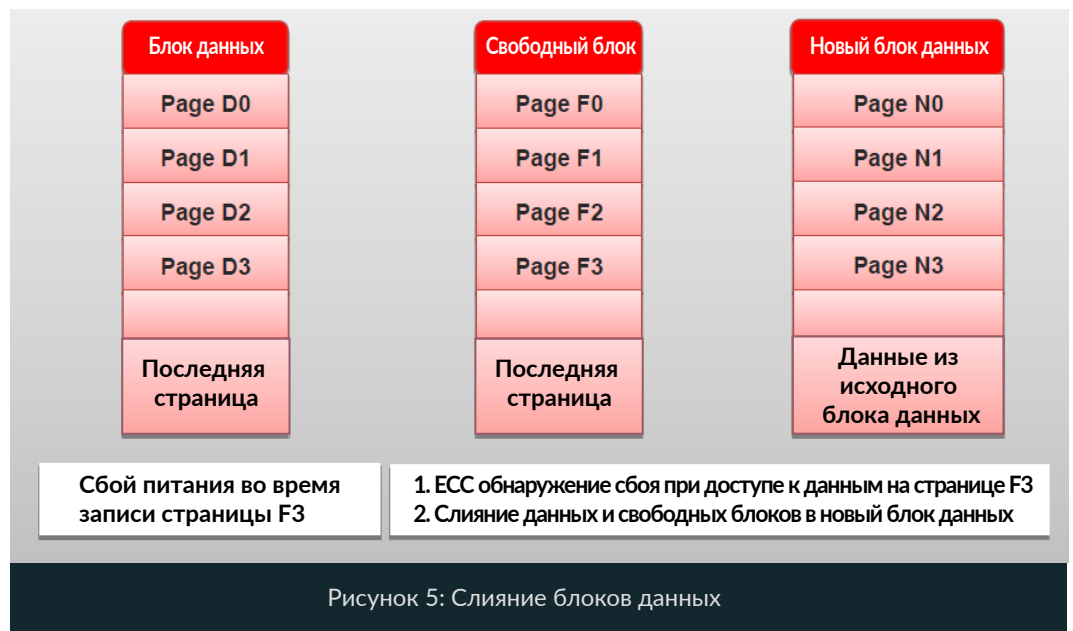 Блок данных
Page D0
Page D1
Page D2
Page D3
Последняя
страница
Свободный блок
Page F0
Page F1
Page F2
Page F3
Последняя
страница
Новый блок данных
Page N0
Page N1
Page N2
Page N3
Данные из
исходного
блока данных
Сбой питания во время
записи страницы F3
1. ECC обнаружение сбоя при доступе к данным на странице F3
2. Слияние данных и свободных блоков в новый блок данных
Рисунок 5: Слияние блоков данных